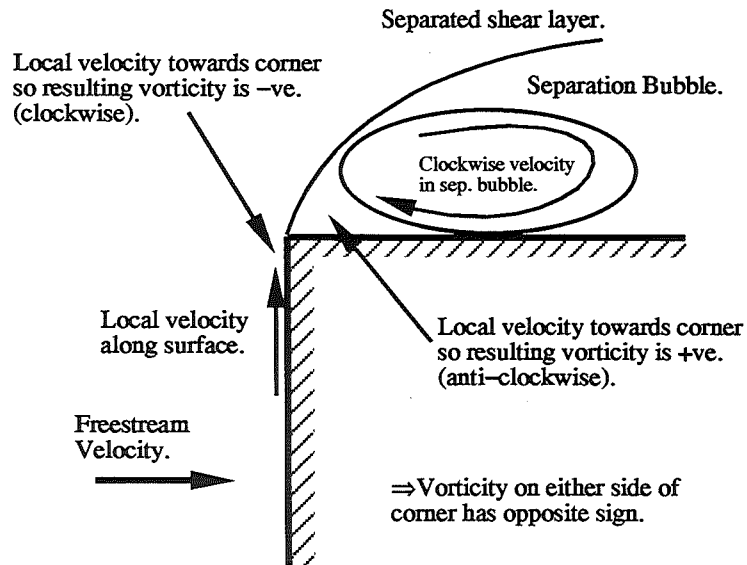 Separated shear layer.
Local velocity towards corner
so resulting vorticity is –ve.
(clockwise).
Separation Bubble.
Clockwise velocity
in sep. bubble.
Local velocity
along surface.
Local velocity towards corner
so resulting vorticity is +ve.
(anti–clockwise).
Freestream
Velocity.
⇒Vorticity on either side of
corner has opposite sign.